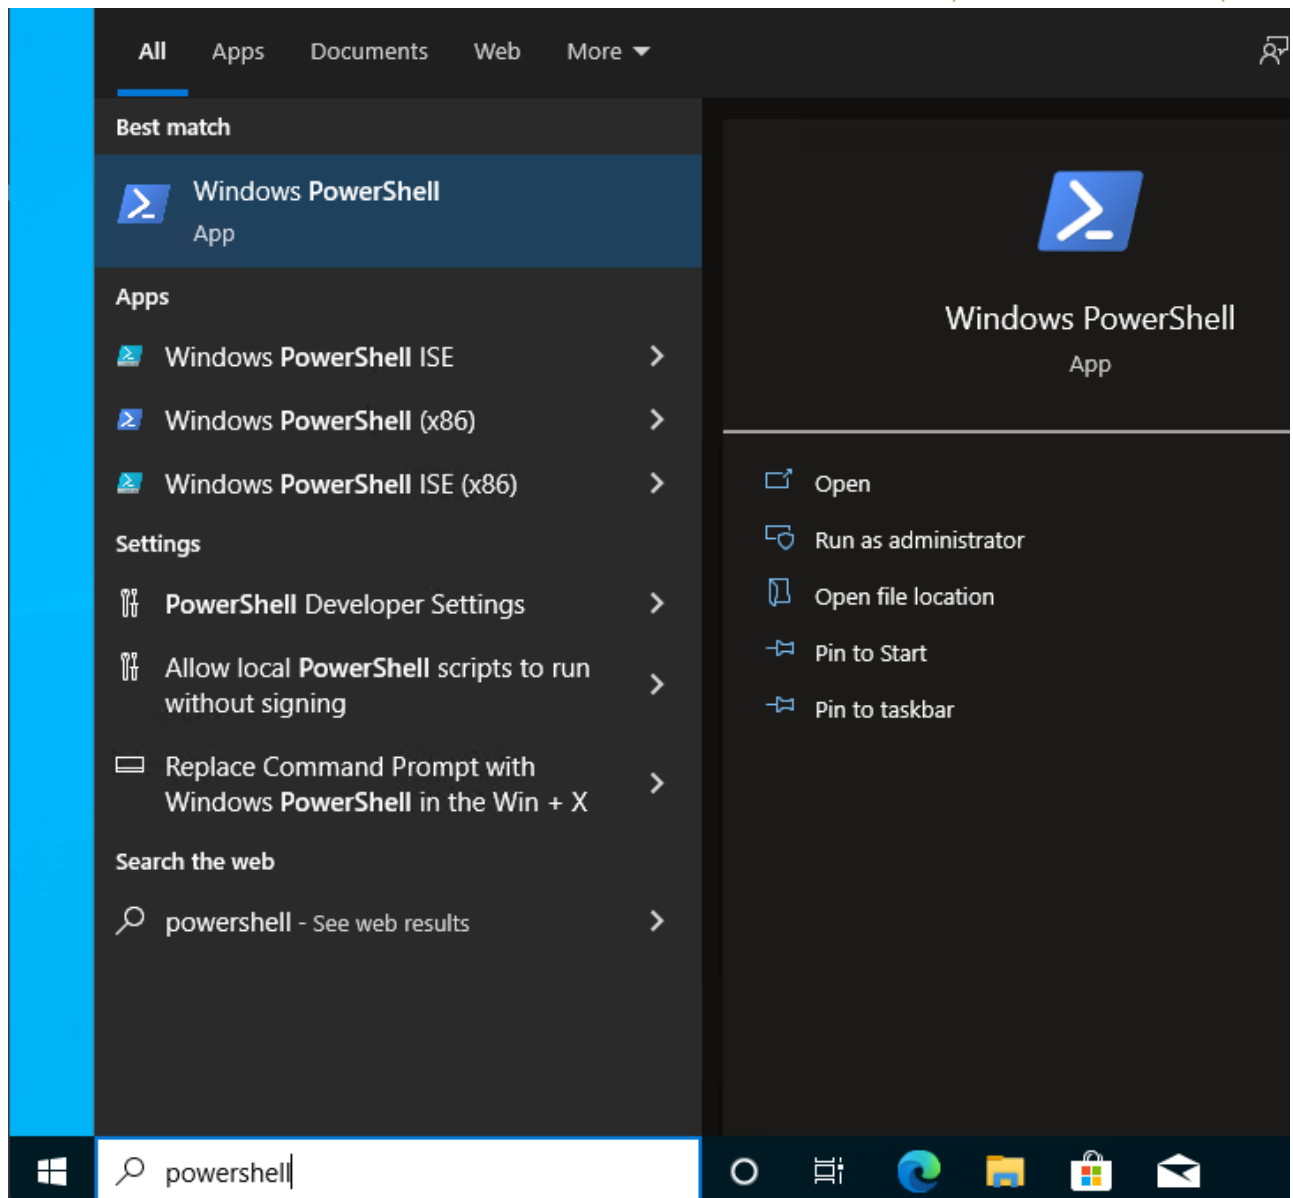 All Apps Documents Web More
Best match
Windows PowerShell
App
Apps
Windows PowerShell ISE
Windows PowerShell (x86)
Windows PowerShell ISE (x86)
Settings
PowerShell Developer Settings
Allow local PowerShell scripts to run
without signing
Replace Command Prompt with
Windows PowerShell in the Win + X
Search the web
powershell - See web results
Windows PowerShell
App
Open
Run as administrator
Open file location
Pin to Start
Pin to taskbar
powershell